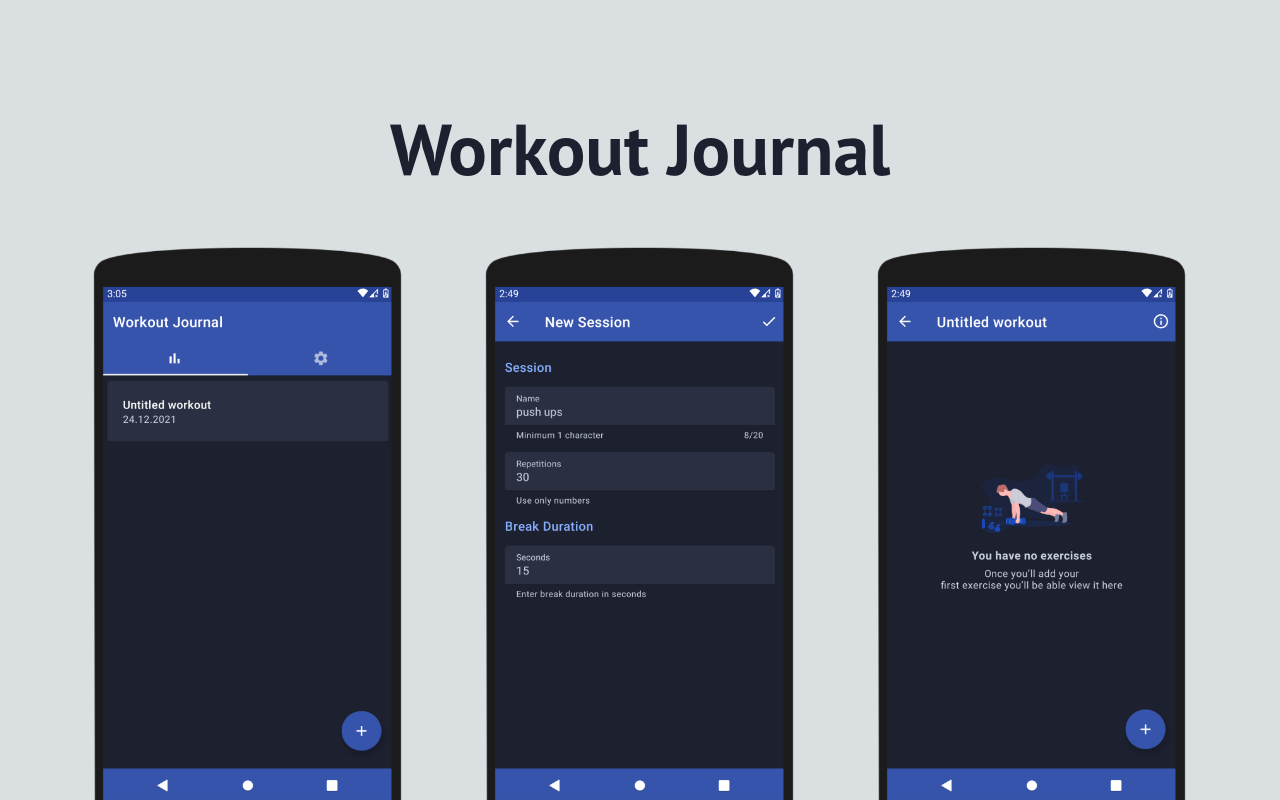 Workout Journal
3:05
Workout Journal
Untitled workout
24.12.2021
2:49
New Session
Session
Name
push ups
Minimum 1 character 8/20
Repetitions
30
Use only numbers
Break Duration
Seconds
15
Enter break duration in seconds
2:49
Untitled workout
You have no exercises
Once you'll add your
first exercise you'll be able view it here